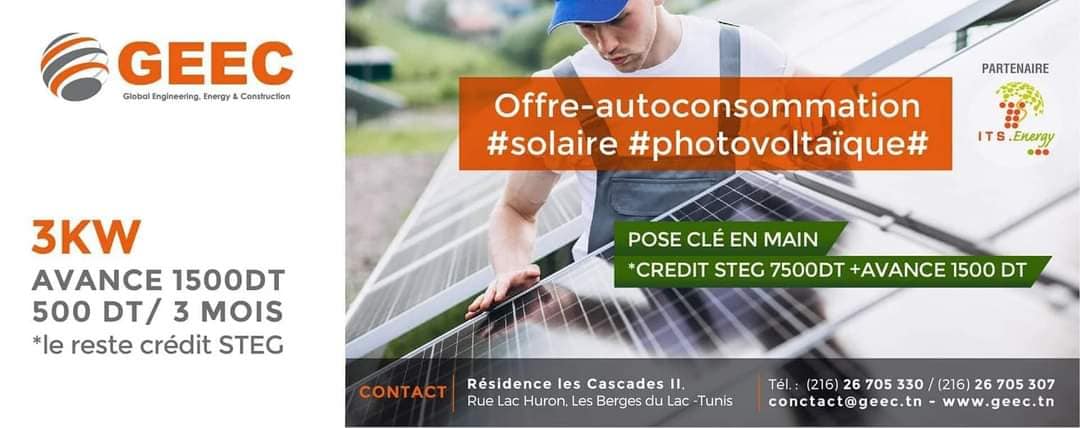 GEEC
Global Engineering, Energy & Construction
3KW
AVANCE 1500DT
500 DT/ 3 MOIS
*le reste crédit STEG
Offre-autoconsommation
#solaire #photovoltaïque#
PARTENAIRE
ITS.Energy
POSE CLÉ EN MAIN
*CREDIT STEG 7500DT +AVANCE 1500 DT
CONTACT
Résidence les Cascades II,
Rue Lac Huron, Les Berges du Lac -Tunis
Tél. : (216) 26 705 330 / (216) 26 705 307
conctact@geec.tn - www.geec.tn